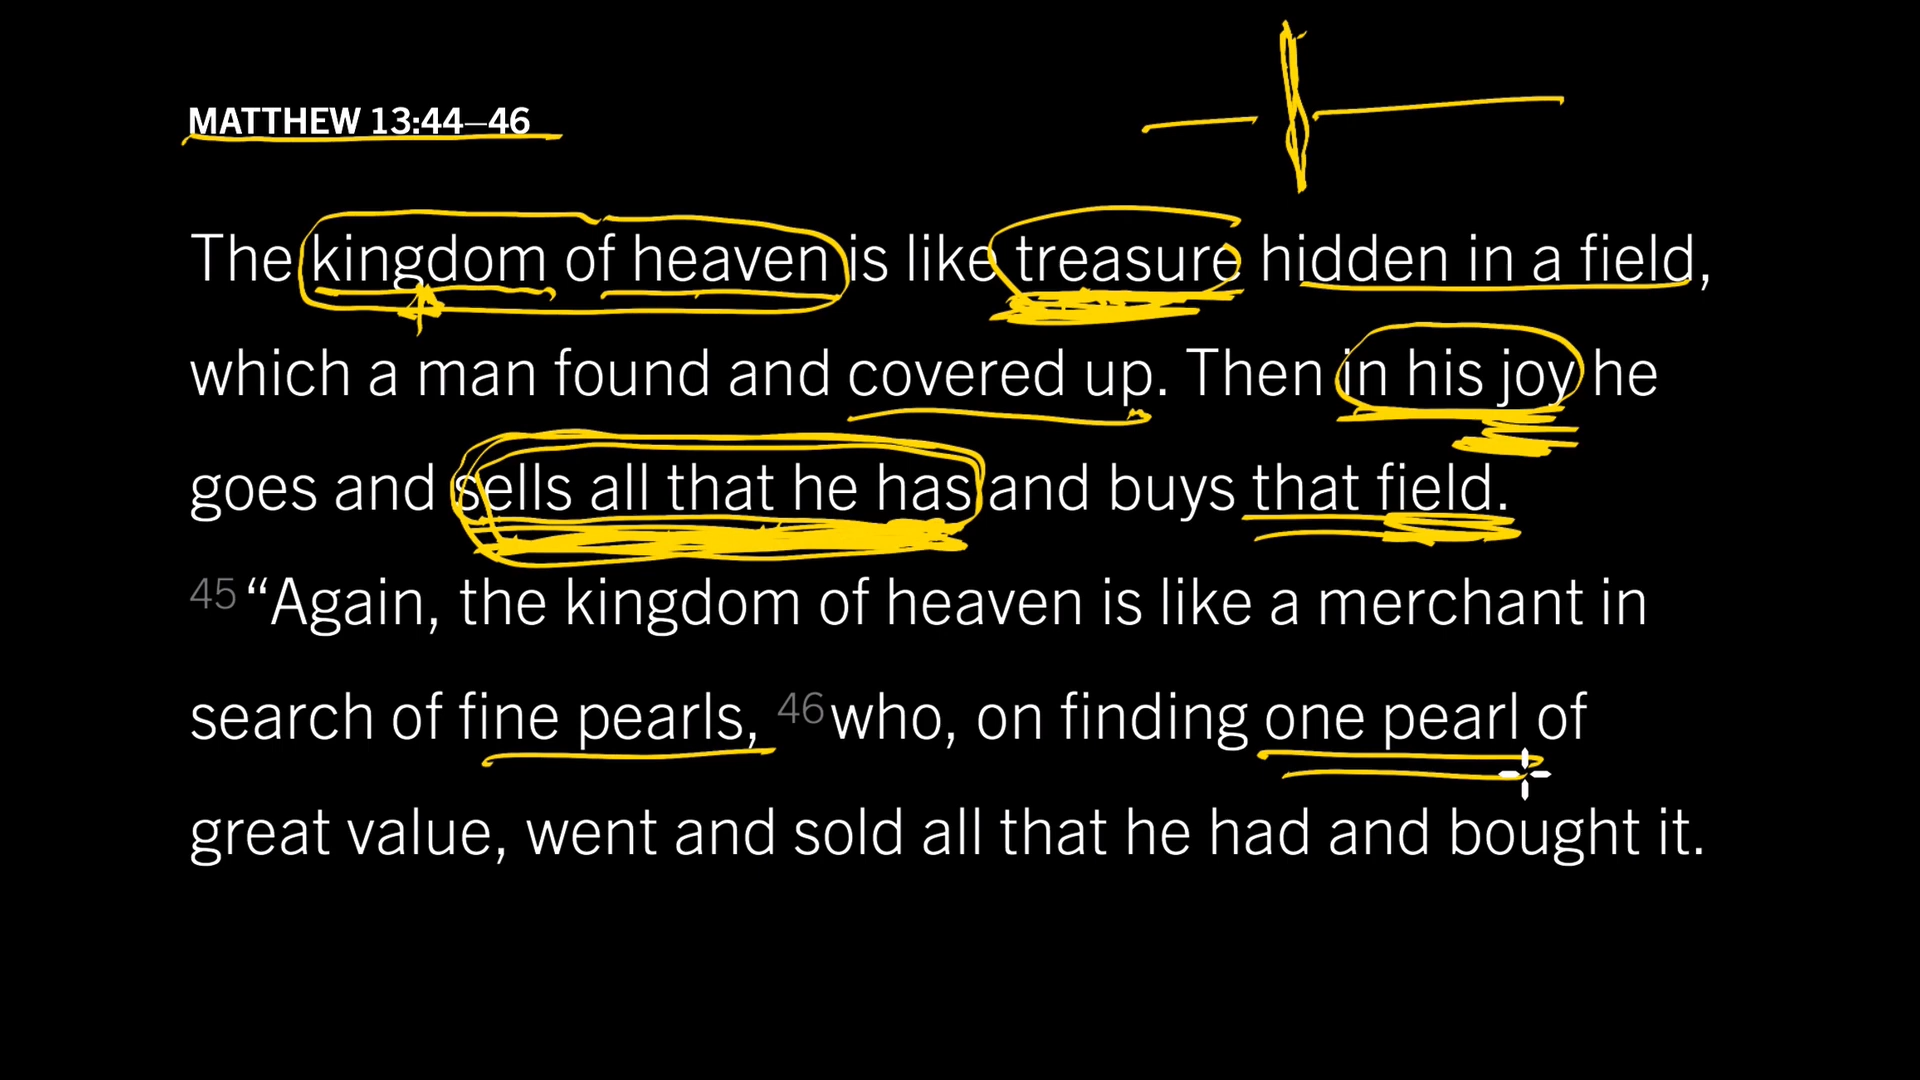 MATTHEW 13:44–46
The kingdom of heaven is like treasure hidden in a field,
which a man found and covered up. Then in his joy he
goes and sells all that he has and buys that field.
45 “Again, the kingdom of heaven is like a merchant in
search of fine pearls, 46 who, on finding one pearl of
great value, went and sold all that he had and bought it.